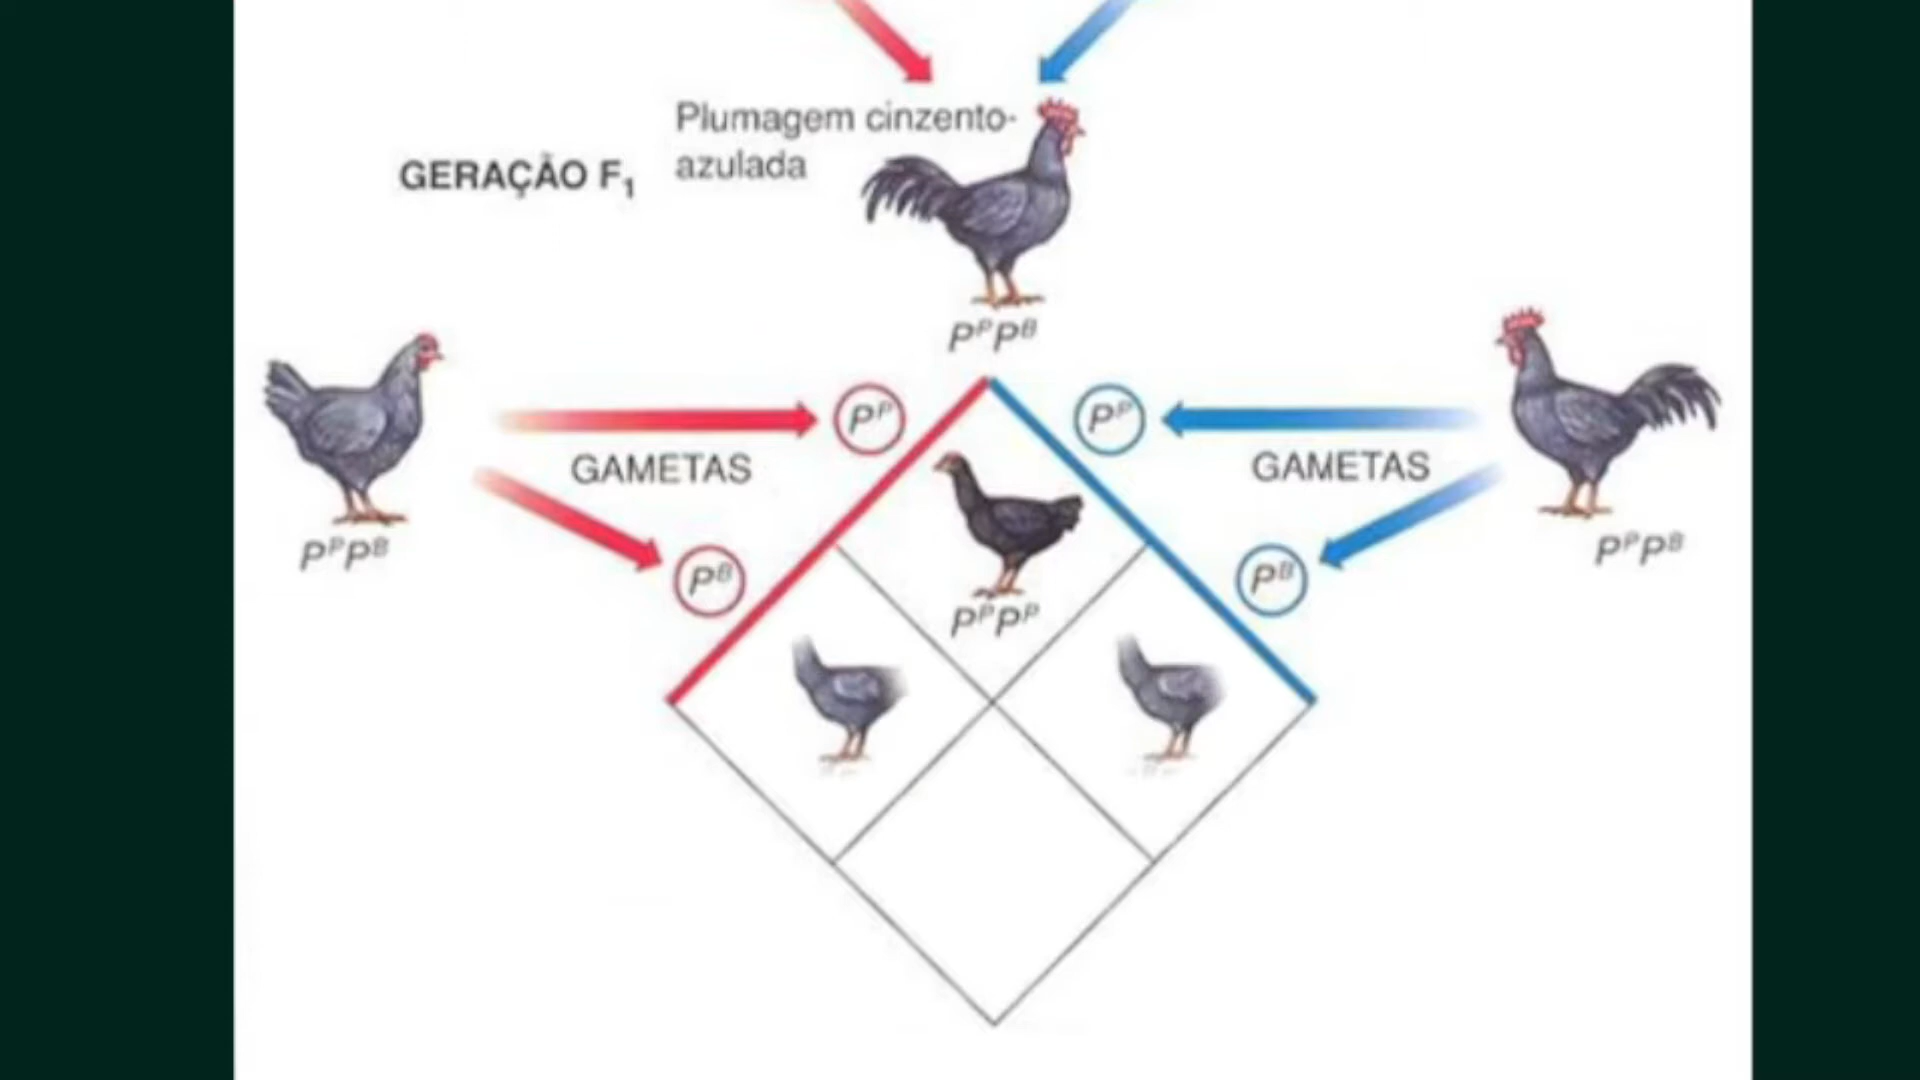 Plumagem cinzento-
azulada
GERAÇÃO F₁
PᴾPᴮ
Pᴾ
Pᴾ
GAMETAS
GAMETAS
PᴾPᴮ
PᴾPᴮ
Pᴮ
Pᴮ
PᴾPᴾ